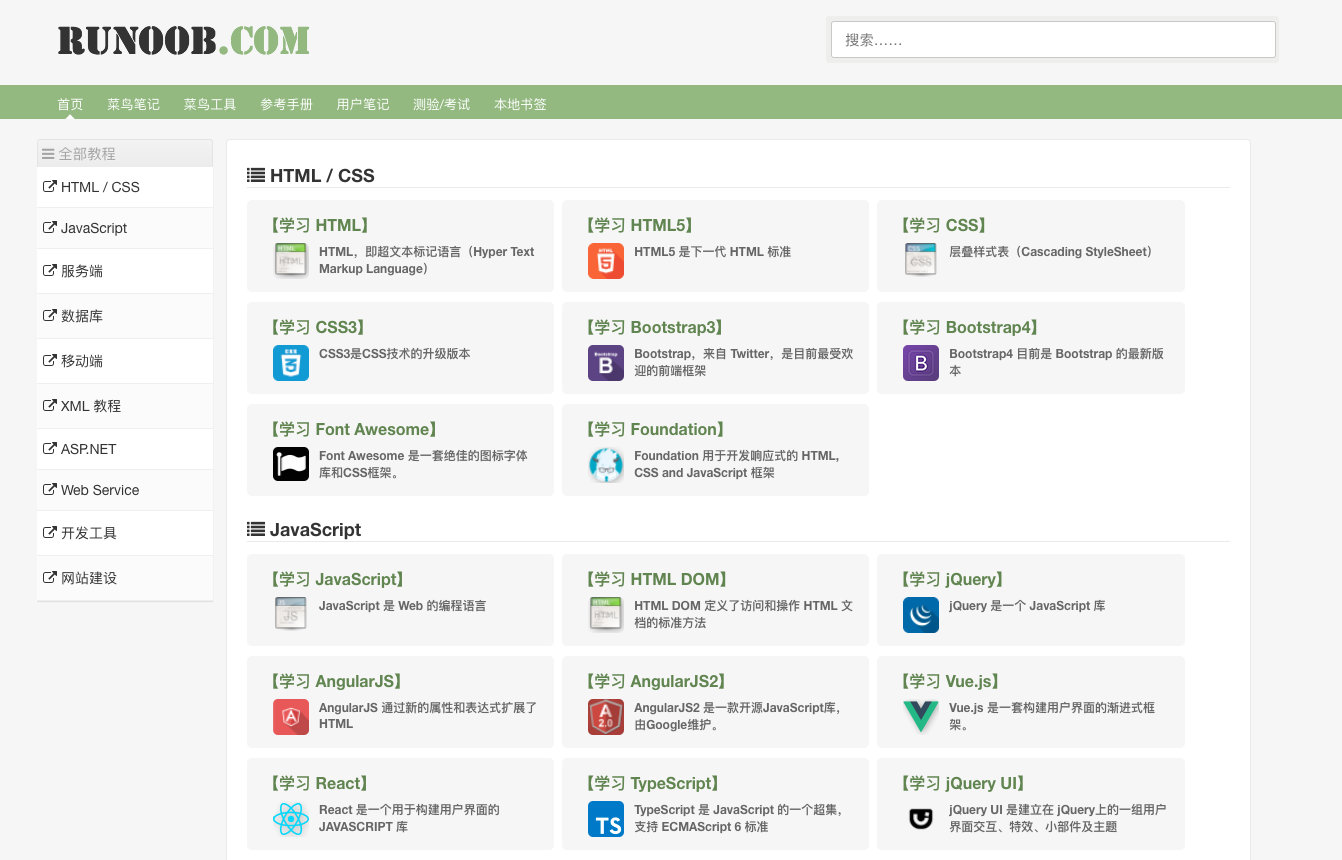 RUNOOB.COM
搜索……
首页 菜鸟笔记 菜鸟工具 参考手册 用户笔记 测验/考试 本地书签
全部教程
HTML / CSS
JavaScript
服务端
数据库
移动端
XML 教程
ASP.NET
Web Service
开发工具
网站建设
HTML / CSS
【学习 HTML】
HTML
HTML
HTML，即超文本标记语言（Hyper Text
Markup Language）
【学习 HTML5】
HTML
5
HTML5 是下一代 HTML 标准
【学习 CSS】
CSS
CSS
层叠样式表（Cascading StyleSheet）
【学习 CSS3】
CSS
3
CSS3是CSS技术的升级版本
【学习 Bootstrap3】
Bootstrap
B
Bootstrap，来自 Twitter，是目前最受欢
迎的前端框架
【学习 Bootstrap4】
B
Bootstrap4 目前是 Bootstrap 的最新版
本
【学习 Font Awesome】
Font Awesome 是一套绝佳的图标字体
库和CSS框架。
【学习 Foundation】
Foundation 用于开发响应式的 HTML,
CSS and JavaScript 框架
JavaScript
【学习 JavaScript】
JS
JS
JavaScript 是 Web 的编程语言
【学习 HTML DOM】
HTML
HTML
HTML DOM 定义了访问和操作 HTML 文
档的标准方法
【学习 jQuery】
jQuery 是一个 JavaScript 库
【学习 AngularJS】
A
AngularJS 通过新的属性和表达式扩展了
HTML
【学习 AngularJS2】
A
2.0
AngularJS2 是一款开源JavaScript库，
由Google维护。
【学习 Vue.js】
Vue.js 是一套构建用户界面的渐进式框
架。
【学习 React】
React 是一个用于构建用户界面的
JAVASCRIPT 库
【学习 TypeScript】
TS
TypeScript 是 JavaScript 的一个超集，
支持 ECMAScript 6 标准
【学习 jQuery UI】
jQuery UI 是建立在 jQuery上的一组用户
界面交互、特效、小部件及主题